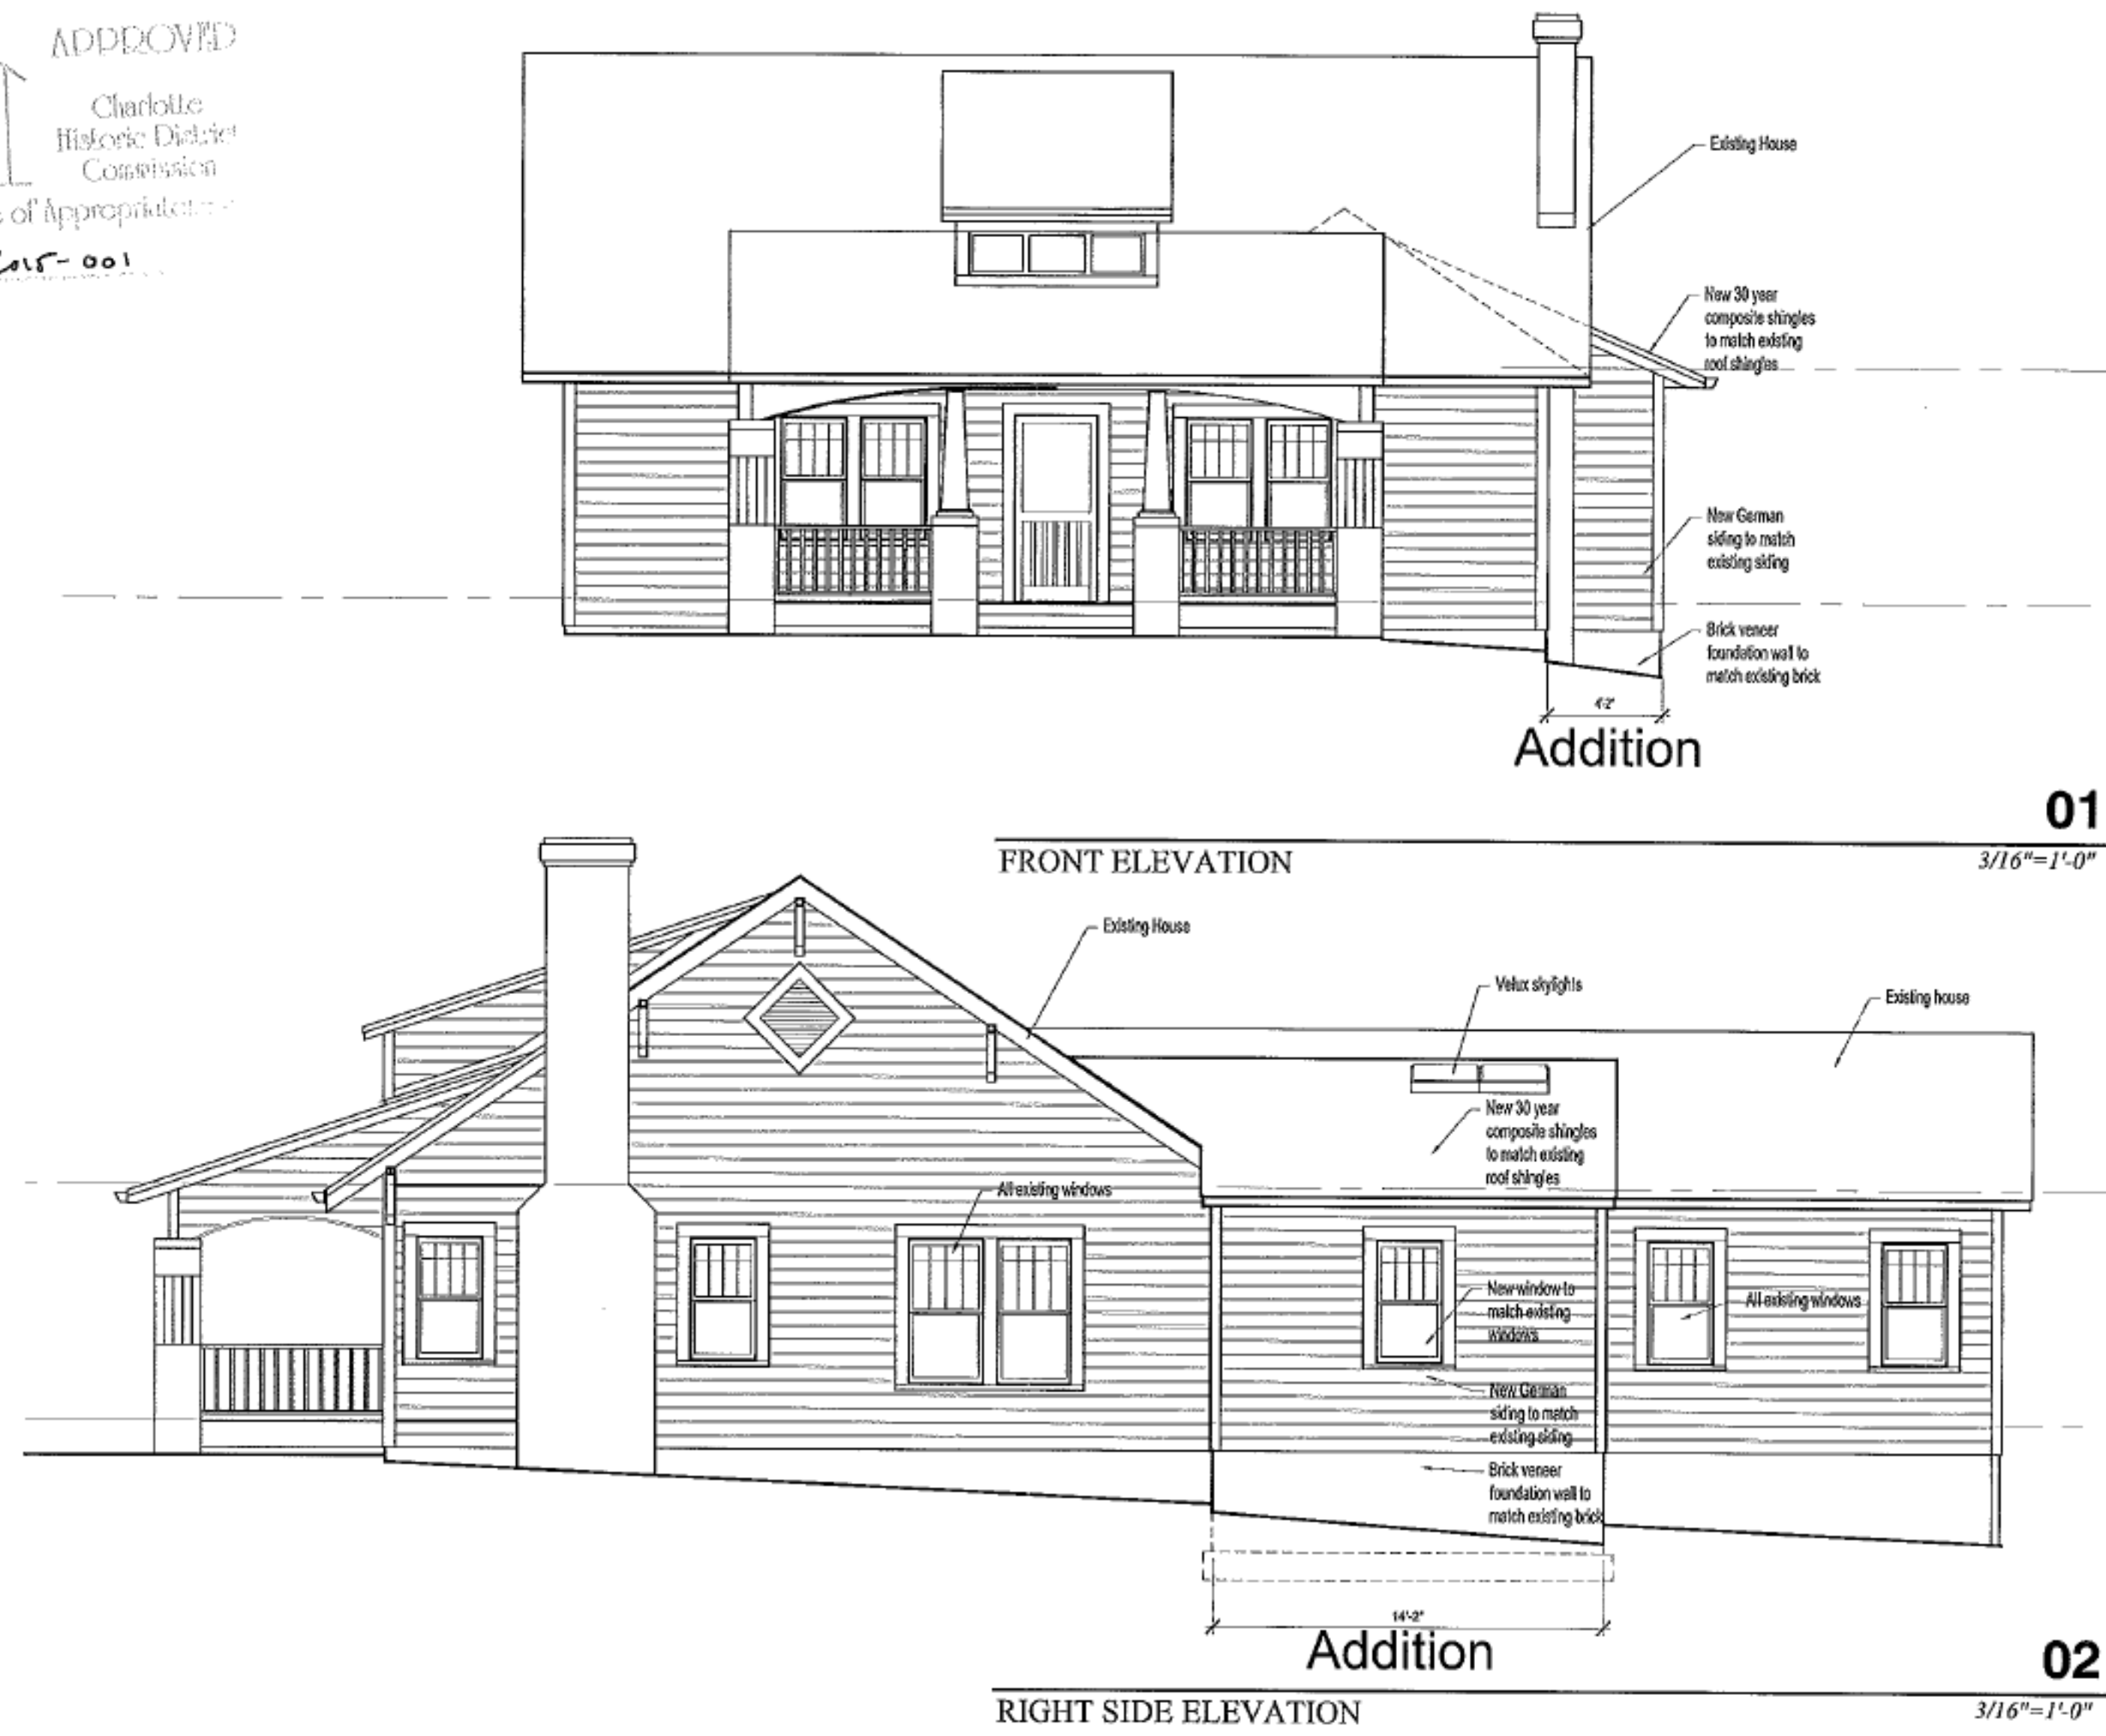 APPROVED
Charlotte
Historic District
Commission
of
2015-001
Existing House
New 30 year
composite shingles
to match existing
roof shingles
New German
siding to match
existing siding
Brick veneer
foundation wall to
match existing brick
4'-2"
Addition
01
FRONT ELEVATION
3/16"=1'-0"
Existing House
Velux skylights
Existing house
New 30 year
composite shingles
to match existing
roof shingles
All existing windows
New window to
match existing
windows
All existing windows
New German
siding to match
existing siding
Brick veneer
foundation wall to
match existing brick
14'-2"
Addition
02
RIGHT SIDE ELEVATION
3/16"=1'-0"